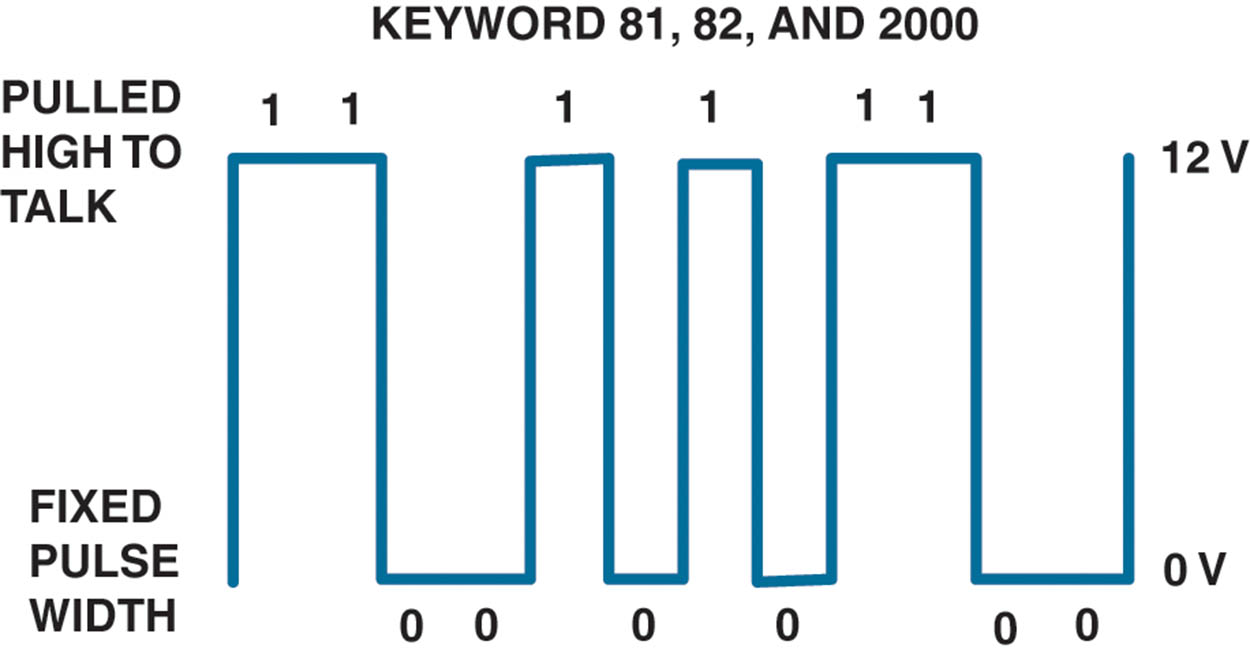 KEYWORD 81, 82, AND 2000
PULLED
HIGH TO
TALK
1 1 1 1 1 1
12 V
FIXED
PULSE
WIDTH
0 V
0 0 0 0 0 0